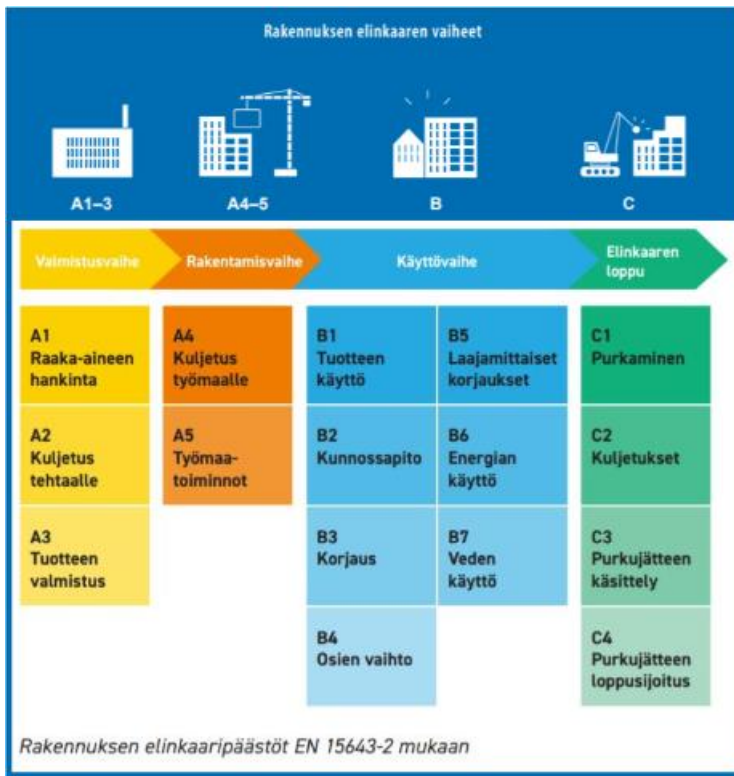 Rakennuksen elinkaaren vaiheet
A1–3
A4–5
B
C
Valmistusvaihe
Rakentamisvaihe
Käyttövaihe
Elinkaaren
loppu
A1
Raaka-aineen
hankinta
A2
Kuljetus
tehtaalle
A3
Tuotteen
valmistus
A4
Kuljetus
työmaalle
A5
Työmaa-
toiminnot
B1
Tuotteen
käyttö
B2
Kunnossapito
B3
Korjaus
B4
Osien vaihto
B5
Laajamittaiset
korjaukset
B6
Energian
käyttö
B7
Veden
käyttö
C1
Purkaminen
C2
Kuljetukset
C3
Purkujätteen
käsittely
C4
Purkujätteen
loppusijoitus
Rakennuksen elinkaaripäästöt EN 15643-2 mukaan